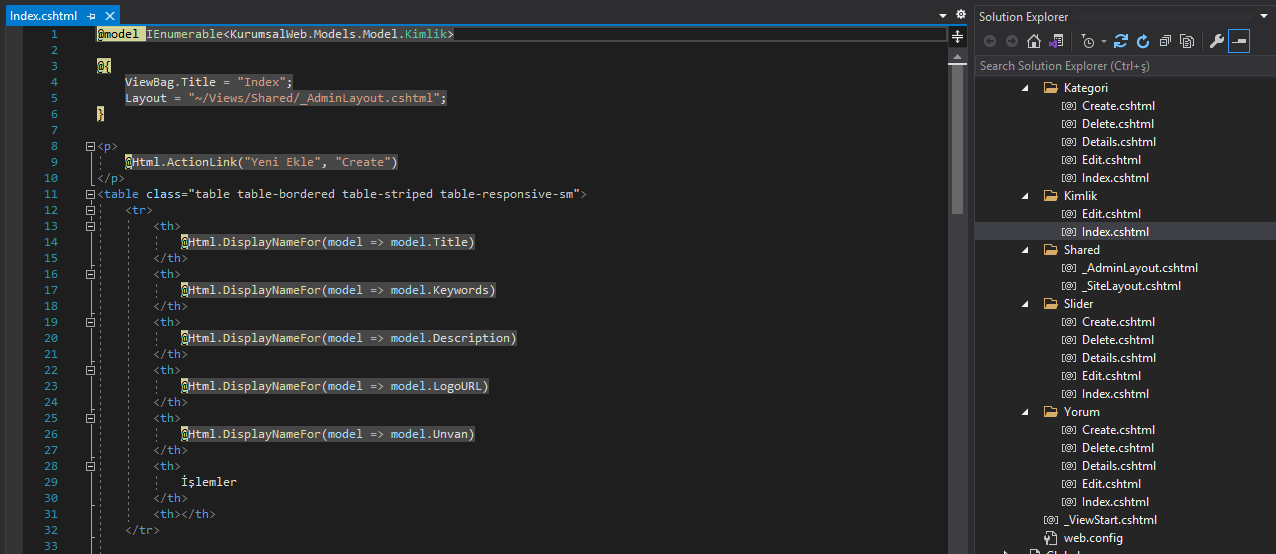 Index.cshtml
1 @model IEnumerable<KurumsalWeb.Models.Model.Kimlik>
2
3 @{
4 ViewBag.Title = "Index";
5 Layout = "~/Views/Shared/_AdminLayout.cshtml";
6 }
7
8 <p>
9 @Html.ActionLink("Yeni Ekle", "Create")
10 </p>
11 <table class="table table-bordered table-striped table-responsive-sm">
12 <tr>
13 <th>
14 @Html.DisplayNameFor(model => model.Title)
15 </th>
16 <th>
17 @Html.DisplayNameFor(model => model.Keywords)
18 </th>
19 <th>
20 @Html.DisplayNameFor(model => model.Description)
21 </th>
22 <th>
23 @Html.DisplayNameFor(model => model.LogoURL)
24 </th>
25 <th>
26 @Html.DisplayNameFor(model => model.Unvan)
27 </th>
28 <th>
29 İşlemler
30 </th>
31 <th></th>
32 </tr>
33
Solution Explorer
Search Solution Explorer (Ctrl+ş)
Kategori
Create.cshtml
Delete.cshtml
Details.cshtml
Edit.cshtml
Index.cshtml
Kimlik
Edit.cshtml
Index.cshtml
Shared
_AdminLayout.cshtml
_SiteLayout.cshtml
Slider
Create.cshtml
Delete.cshtml
Details.cshtml
Edit.cshtml
Index.cshtml
Yorum
Create.cshtml
Delete.cshtml
Details.cshtml
Edit.cshtml
Index.cshtml
_ViewStart.cshtml
web.config